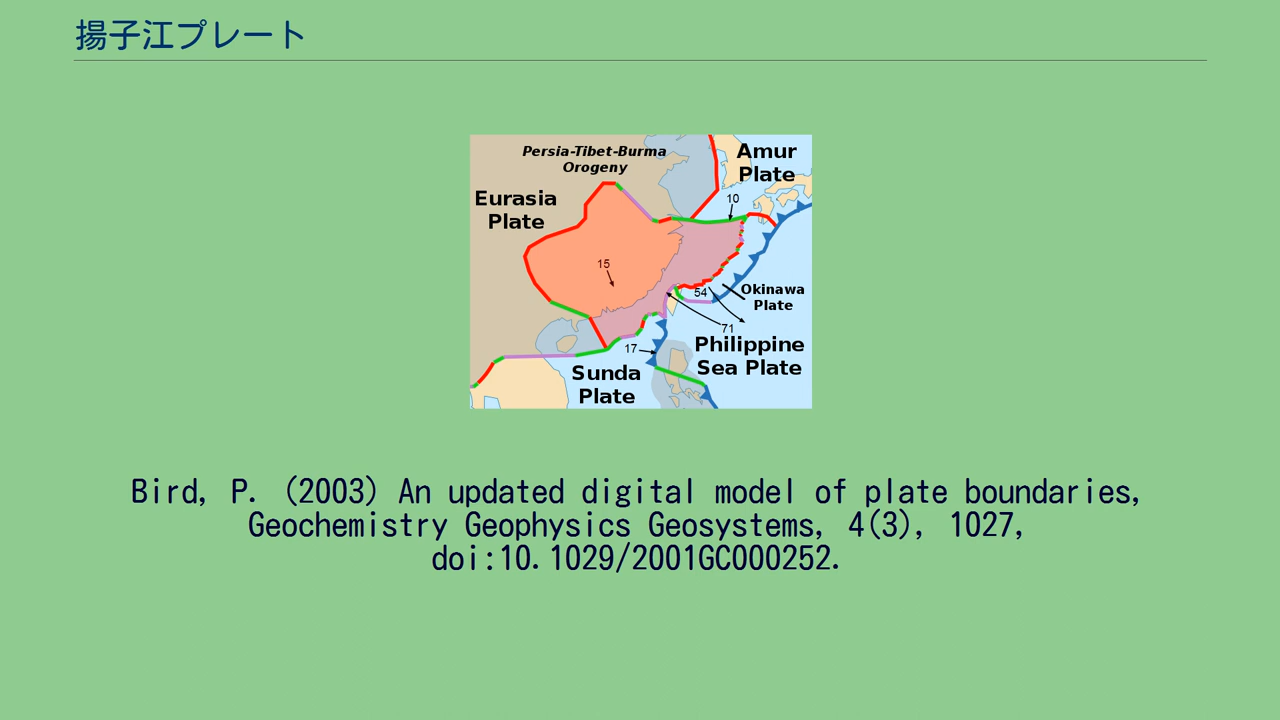 揚子江プレート
Persia-Tibet-Burma
Orogeny
Amur
Plate
Eurasia
Plate
10
15
54
Okinawa
Plate
71
17
Philippine
Sea Plate
Sunda
Plate
Bird, P. (2003) An updated digital model of plate boundaries,
Geochemistry Geophysics Geosystems, 4(3), 1027,
doi:10.1029/2001GC000252.